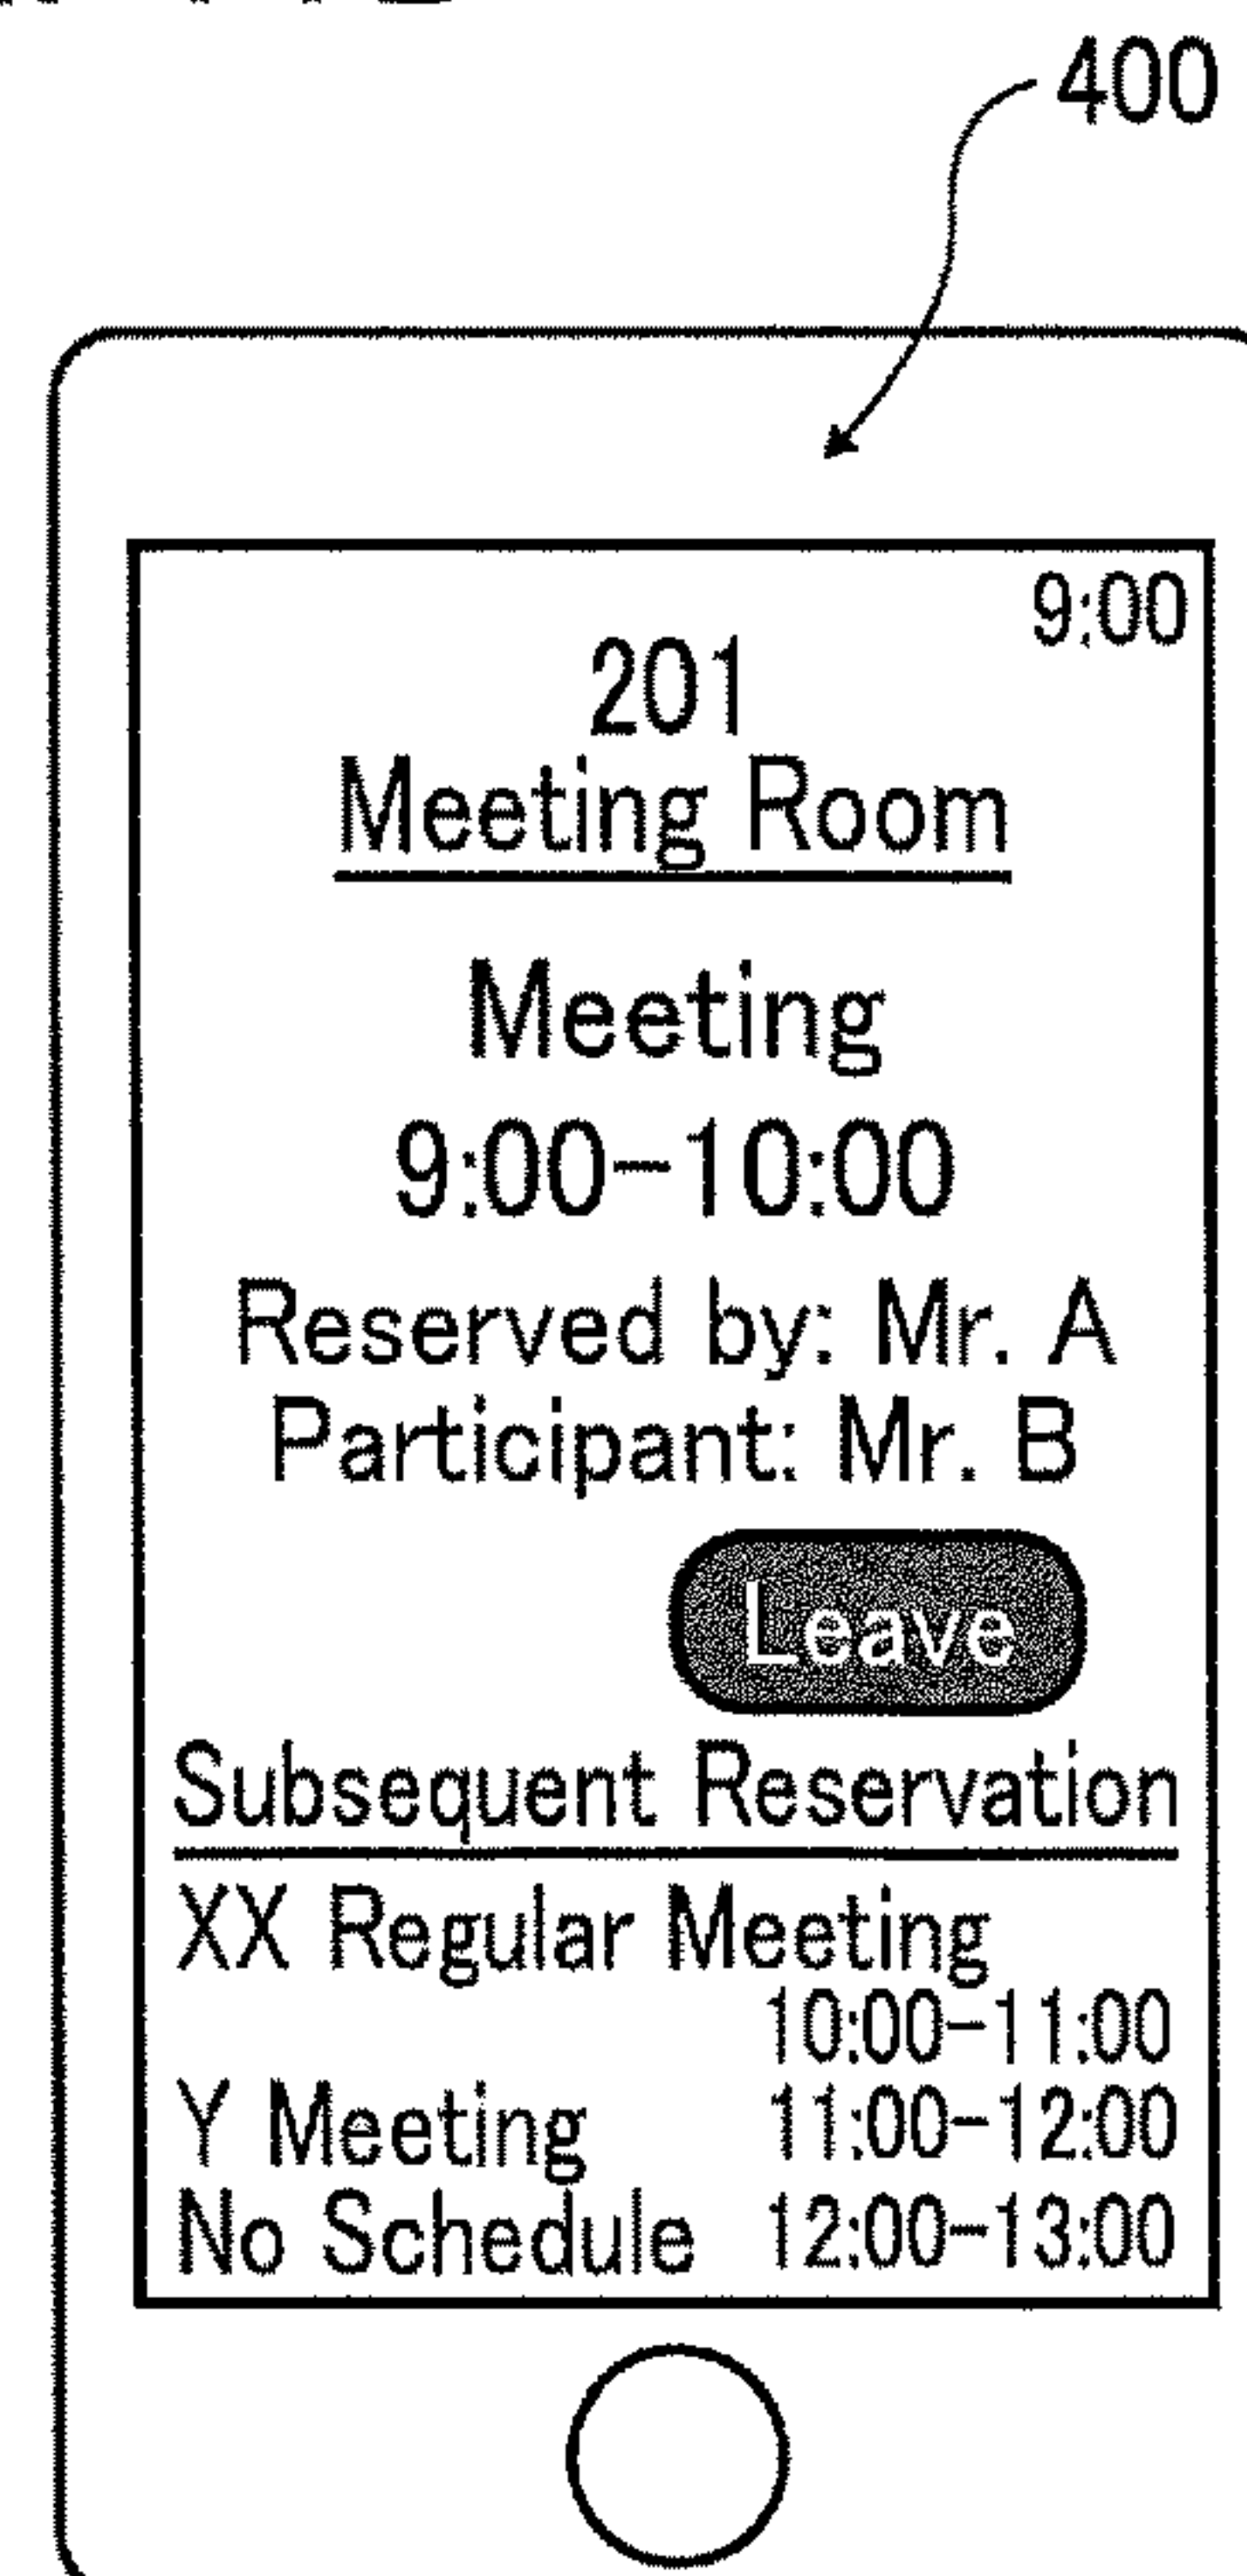 400
9:00
201
Meeting Room
Meeting
9:00-10:00
Reserved by: Mr. A
Participant: Mr. B
Leave
Subsequent Reservation
XX Regular Meeting
10:00-11:00
Y Meeting 11:00-12:00
No Schedule 12:00-13:00